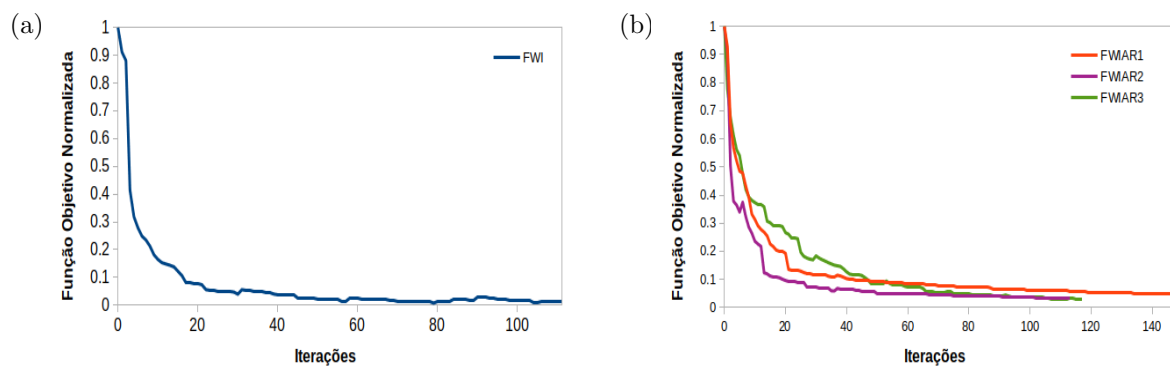 (a)
Função Objetivo Normalizada
1
0.9
0.8
0.7
0.6
0.5
0.4
0.3
0.2
0.1
0
0 20 40 60 80 100
Iterações
FWI
(b)
Função Objetivo Normalizada
1
0.9
0.8
0.7
0.6
0.5
0.4
0.3
0.2
0.1
0
0 20 40 60 80 100 120 140
Iterações
FWIAR1
FWIAR2
FWIAR3